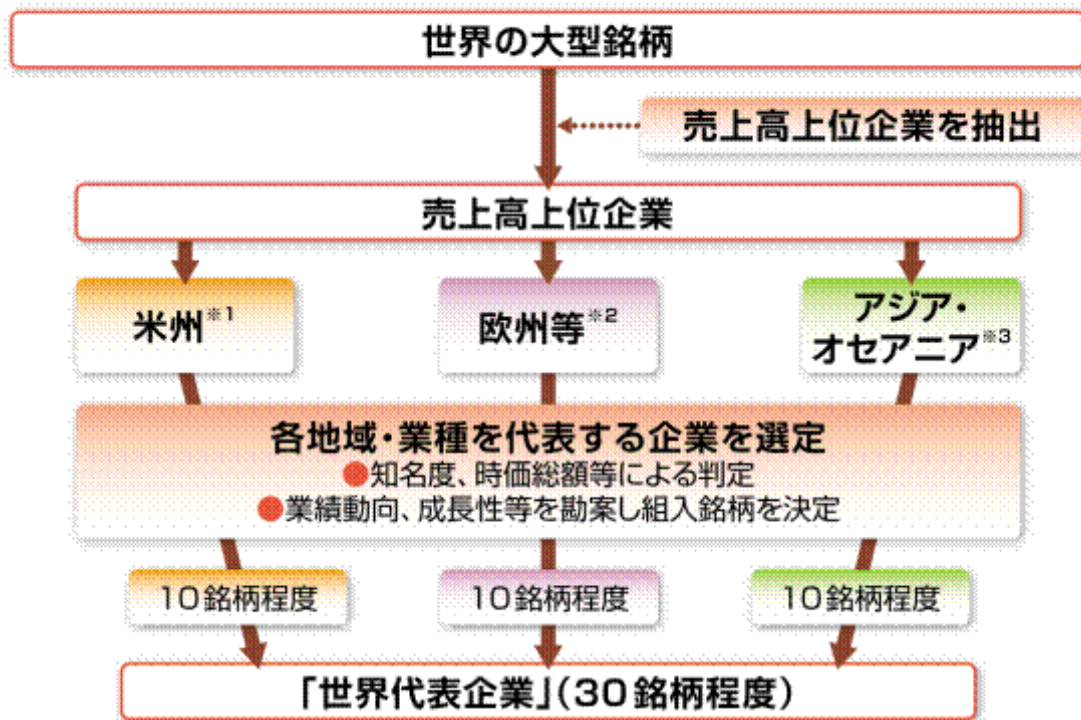 世界の大型銘柄
売上高上位企業を抽出
売上高上位企業
米州※1
欧州等※2
アジア・
オセアニア※3
各地域・業種を代表する企業を選定
●知名度、時価総額等による判定
●業績動向、成長性等を勘案し組入銘柄を決定
10銘柄程度
10銘柄程度
10銘柄程度
「世界代表企業」(30銘柄程度)